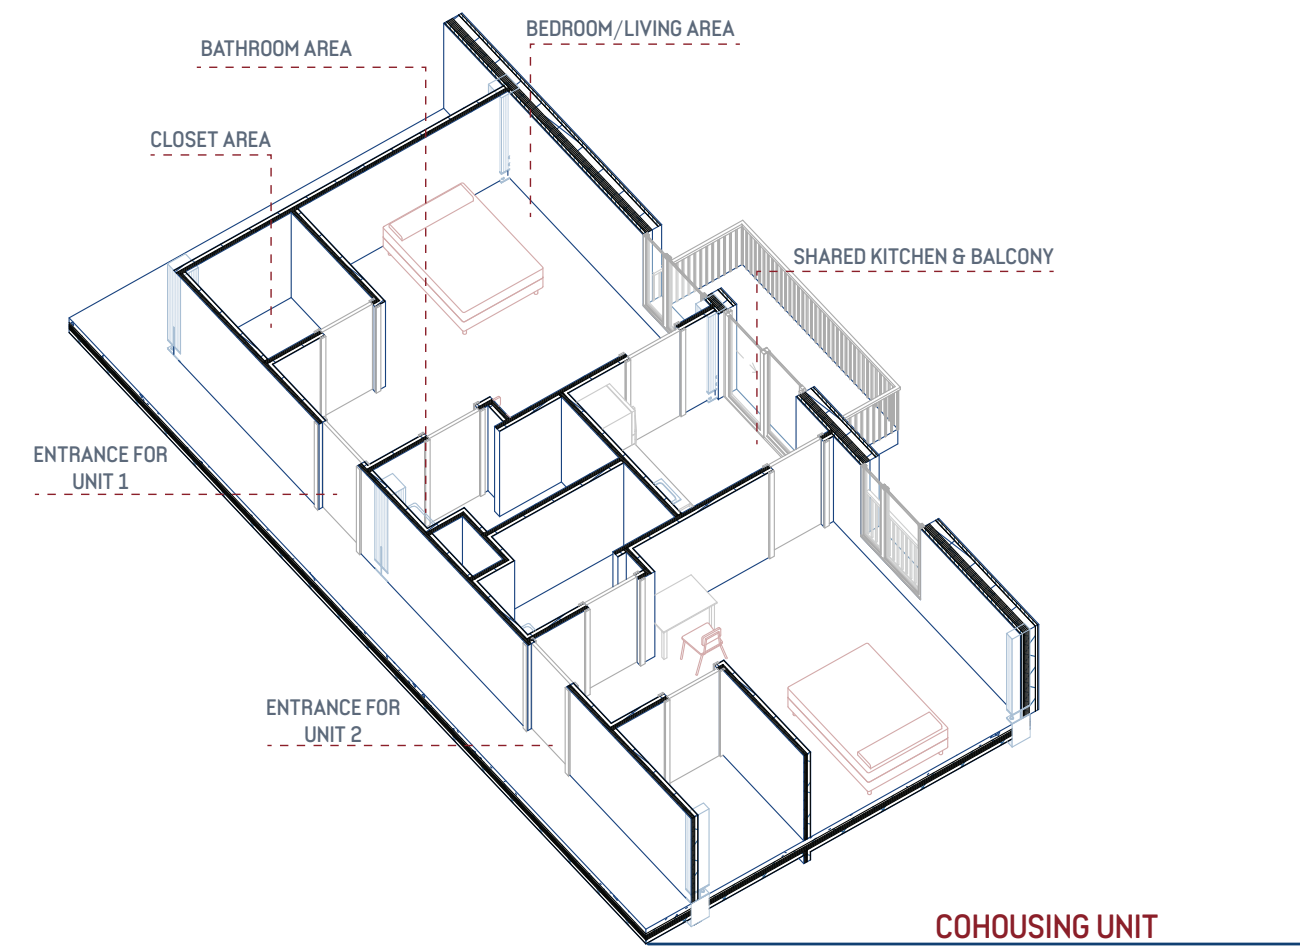 BEDROOM/LIVING AREA
BATHROOM AREA
CLOSET AREA
SHARED KITCHEN & BALCONY
ENTRANCE FOR
UNIT 1
ENTRANCE FOR
UNIT 2
COHOUSING UNIT